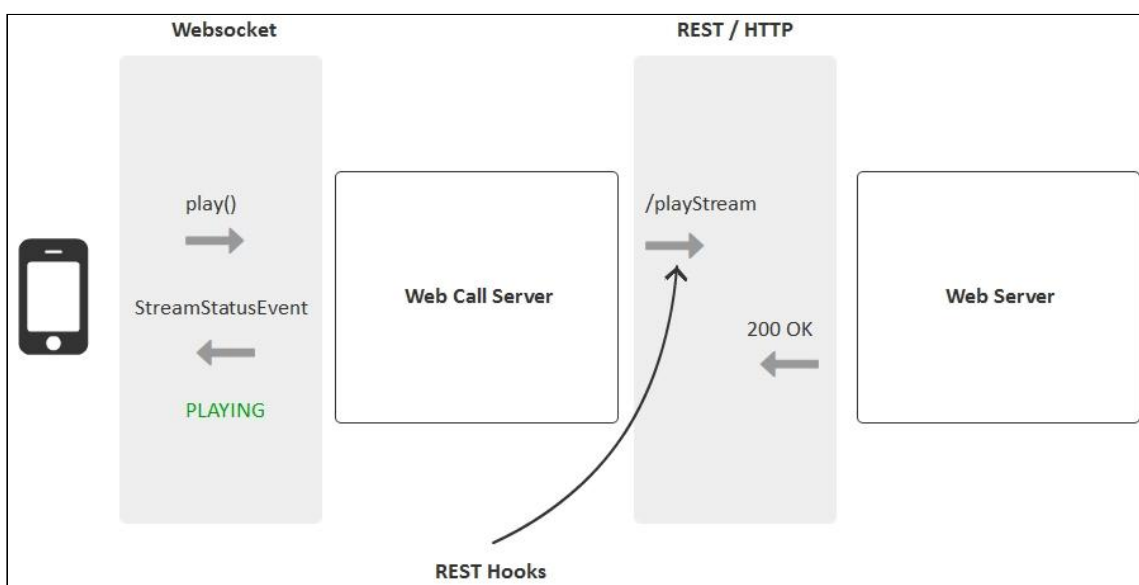 Websocket
REST / HTTP
play()
/playStream
Web Call Server
Web Server
StreamStatusEvent
200 OK
PLAYING
REST Hooks